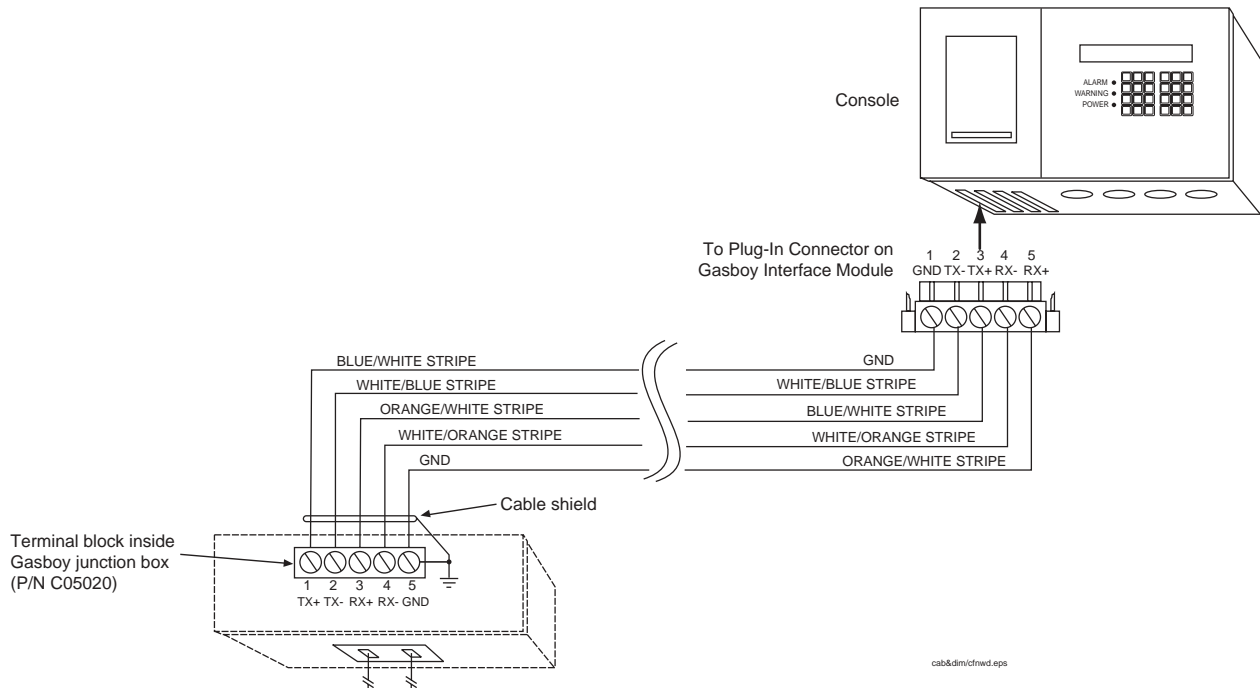 ALARM
WARNING
POWER
Console
To Plug-In Connector on
Gasboy Interface Module
1 2 3 4 5
GND TX- TX+ RX- RX+
BLUE/WHITE STRIPE
WHITE/BLUE STRIPE
ORANGE/WHITE STRIPE
WHITE/ORANGE STRIPE
GND
GND
WHITE/BLUE STRIPE
BLUE/WHITE STRIPE
WHITE/ORANGE STRIPE
ORANGE/WHITE STRIPE
Cable shield
Terminal block inside
Gasboy junction box
(P/N C05020)
1 2 3 4 5
TX+ TX- RX+ RX- GND
cab&dim/cfnwd.eps